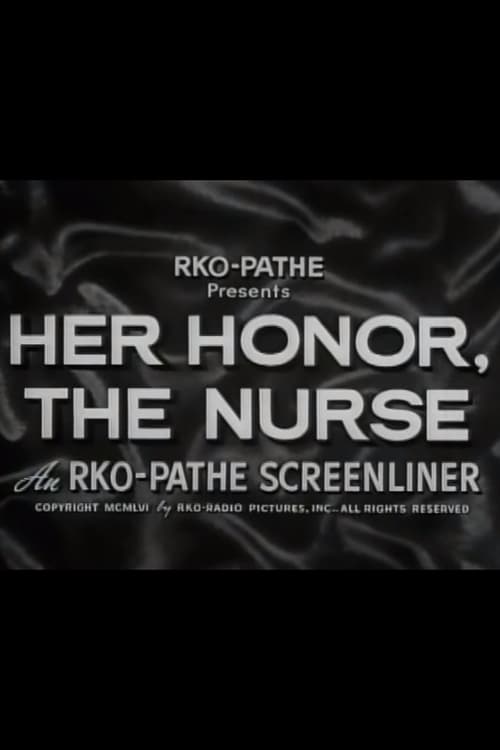 RKO-PATHE
Presents
HER HONOR,
THE NURSE
An RKO-PATHE SCREENLINER
COPYRIGHT MCMLVI by RKO-RADIO PICTURES, INC.. ALL RIGHTS RESERVED